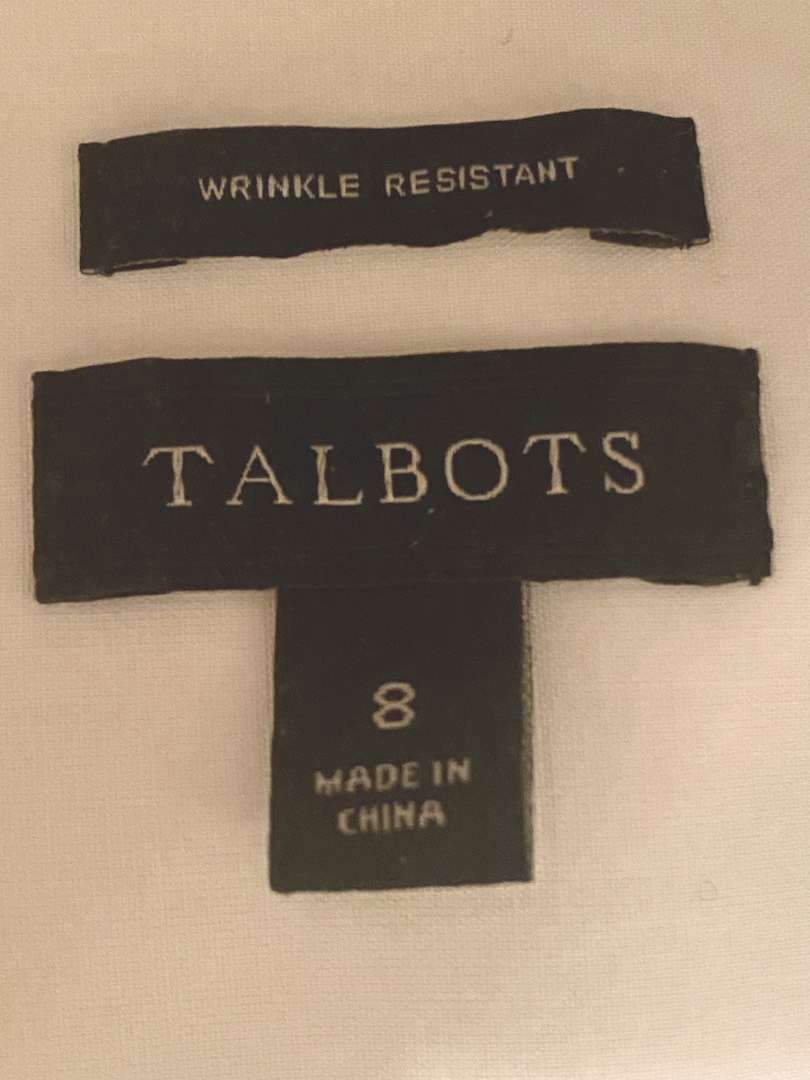 WRINKLE RESISTANT
TALBOTS
8
MADE IN
CHINA